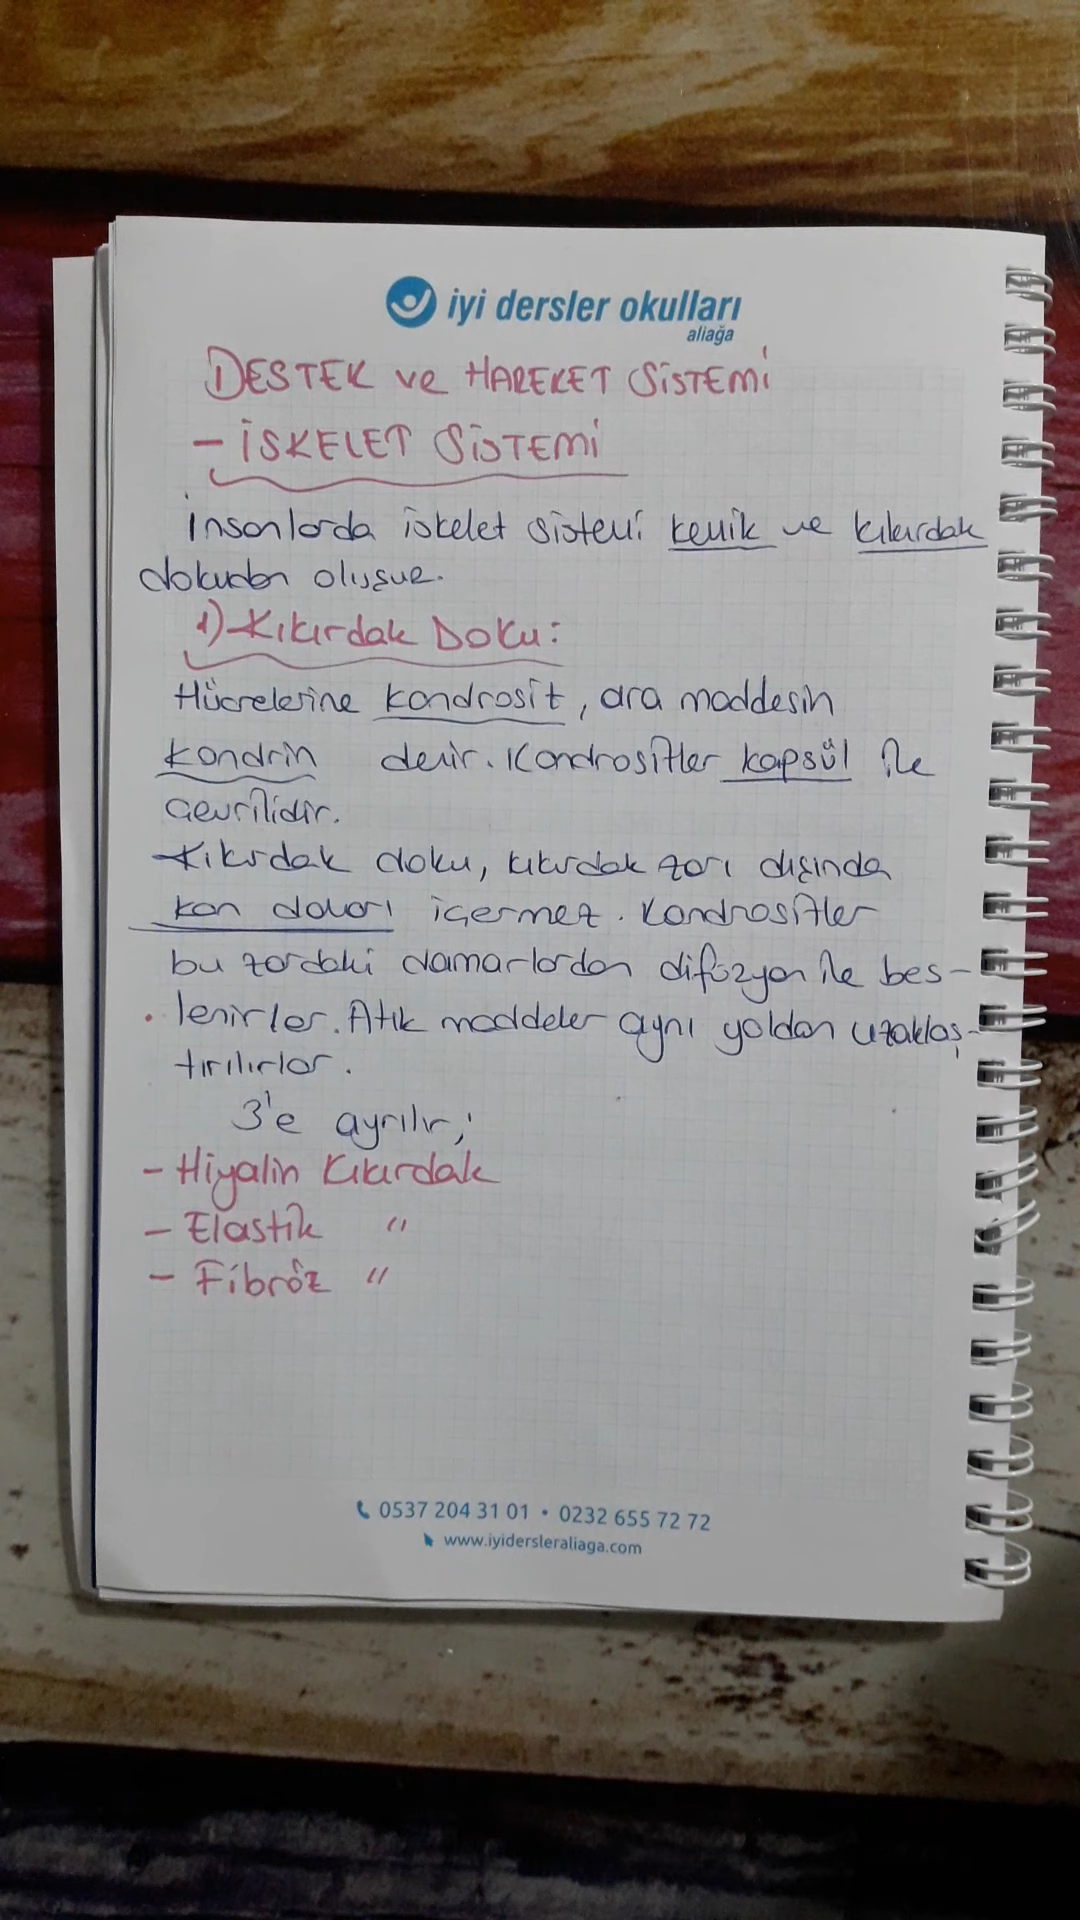 iyi dersler okulları
aliağa
DESTEK ve HAREKET SİSTEMİ
- İSKELET SİSTEMİ
İnsanlarda iskelet sistemi kemik ve kıkırdak
dokudan oluşur.
1) Kıkırdak Doku:
Hücrelerine kondrosit, ara maddesin
kondrin denir. Kondrositler kapsül ile
çevrilidir.
Kıkırdak doku, kıkırdak zarı dışında
kan damarı içermez. Kondrositler
bu zardaki damarlardan difüzyon ile bes-
lenirler. Atık maddeler aynı yoldan uzaklaş-
tırılırlar.
3'e ayrılır;
- Hiyalin Kıkırdak
- Elastik "
- Fibröz "
0537 204 31 01 • 0232 655 72 72
www.iyidersleraliaga.com